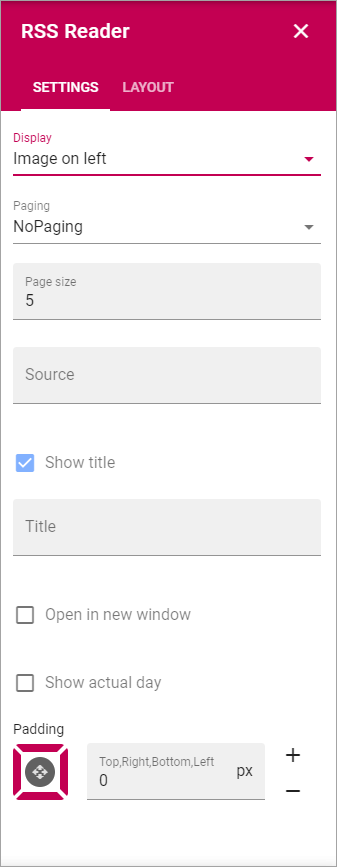 RSS Reader
SETTINGS LAYOUT
Display
Image on left
Paging
NoPaging
Page size
5
Source
Show title
Title
Open in new window
Show actual day
Padding
Top,Right,Bottom,Left
0 px